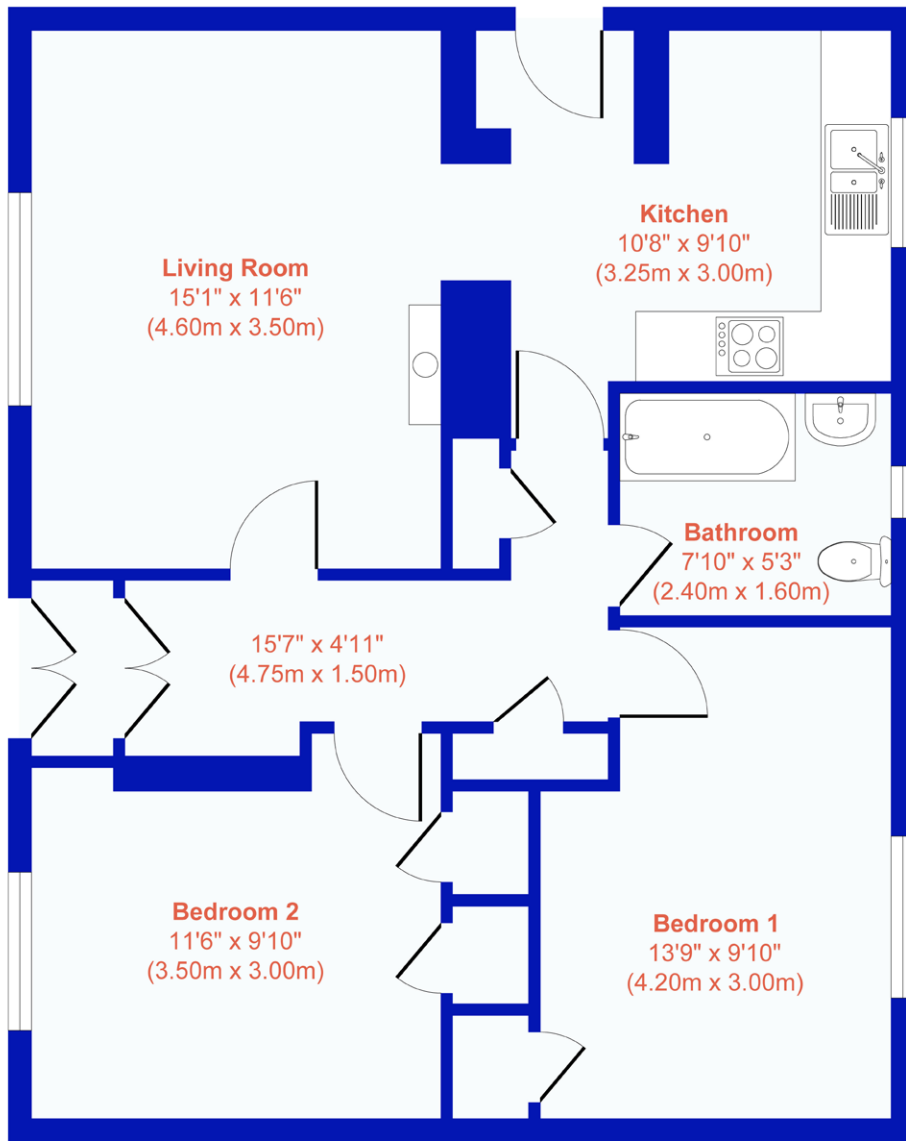 Kitchen
10'8" x 9'10"
(3.25m x 3.00m)
Living Room
15'1" x 11'6"
(4.60m x 3.50m)
Bathroom
7'10" x 5'3"
(2.40m x 1.60m)
15'7" x 4'11"
(4.75m x 1.50m)
Bedroom 2
11'6" x 9'10"
(3.50m x 3.00m)
Bedroom 1
13'9" x 9'10"
(4.20m x 3.00m)